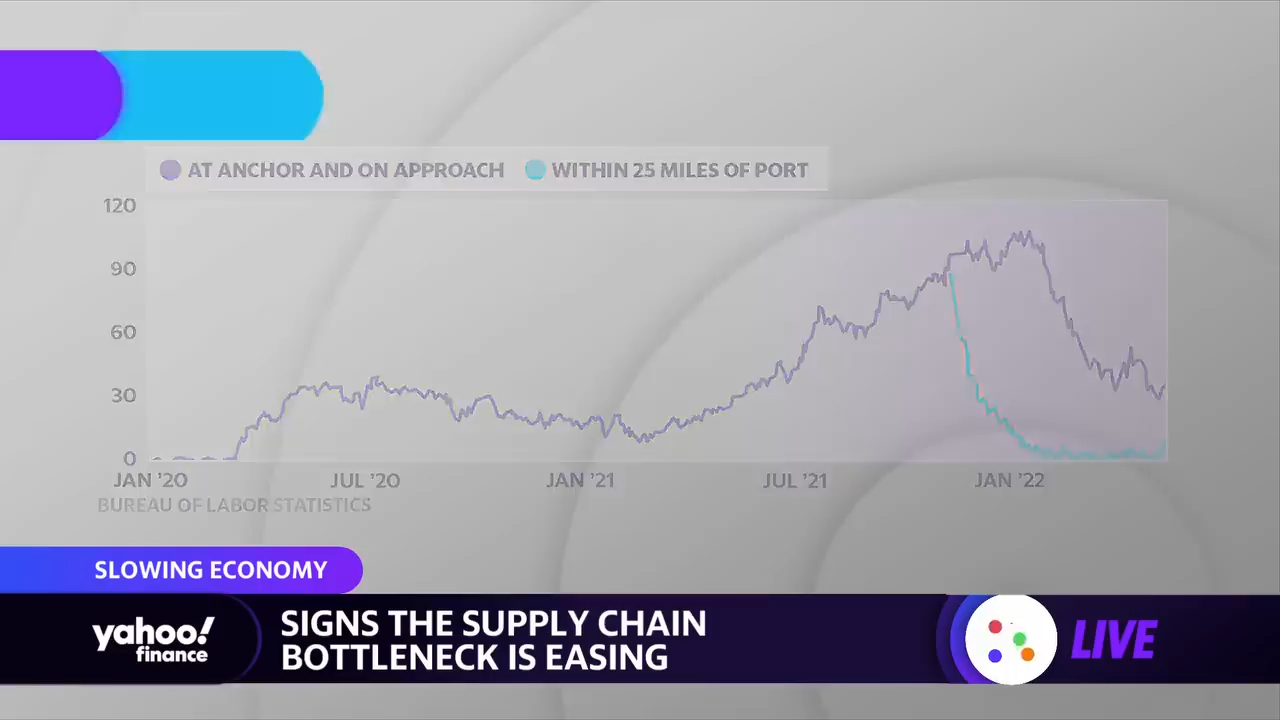 AT ANCHOR AND ON APPROACH WITHIN 25 MILES OF PORT
120
90
60
30
0
JAN '20 JUL '20 JAN '21 JUL '21 JAN '22
BUREAU OF LABOR STATISTICS
SLOWING ECONOMY
yahoo!
finance
SIGNS THE SUPPLY CHAIN
BOTTLENECK IS EASING
LIVE